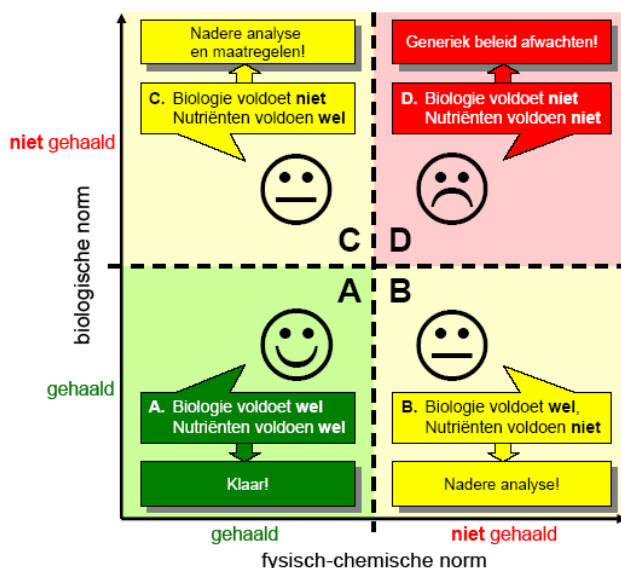 Nadere analyse
en maatregelen!
Generiek beleid afwachten!
C. Biologie voldoet niet
Nutriënten voldoen wel
D. Biologie voldoet niet
Nutriënten voldoen niet
niet gehaald
C
D
biologische norm
A
B
gehaald
A. Biologie voldoet wel
Nutriënten voldoen wel
B. Biologie voldoet wel,
Nutriënten voldoen niet
Klaar!
Nadere analyse!
gehaald
niet gehaald
fysisch-chemische norm